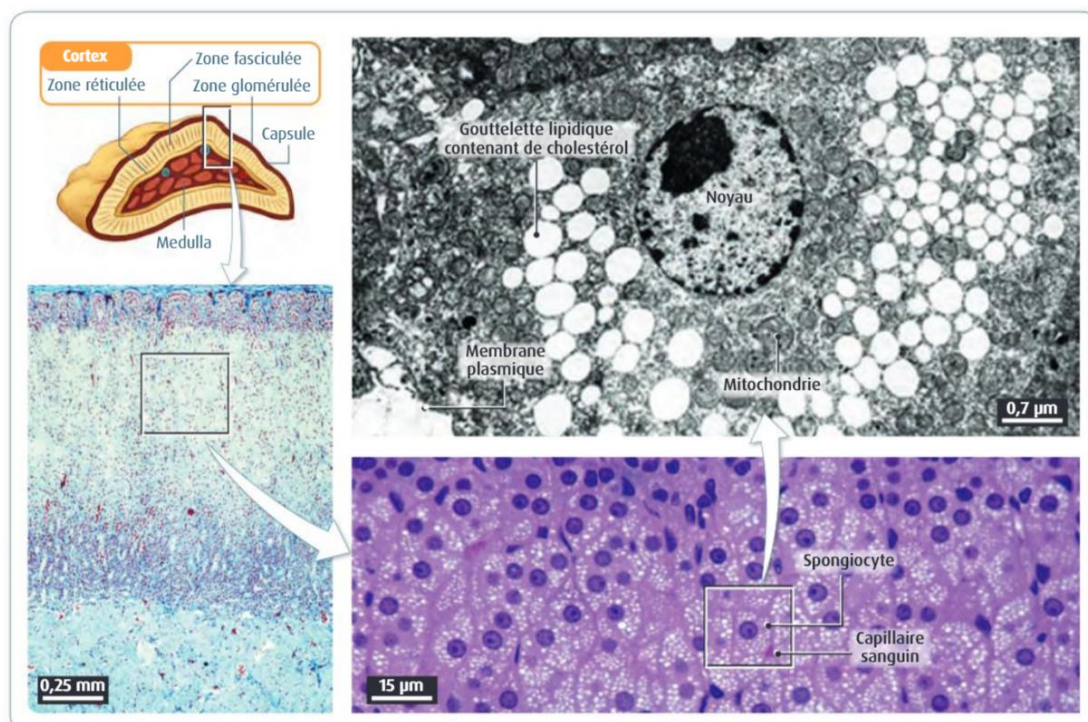 Cortex
Zone fasciculée
Zone réticulée
Zone glomérulée
Capsule
Medulla
0,25 mm
Gouttelette lipidique
contenant de cholestérol
Noyau
Membrane
plasmique
Mitochondrie
0,7 µm
Spongiocyte
Capillaire
sanguin
15 µm